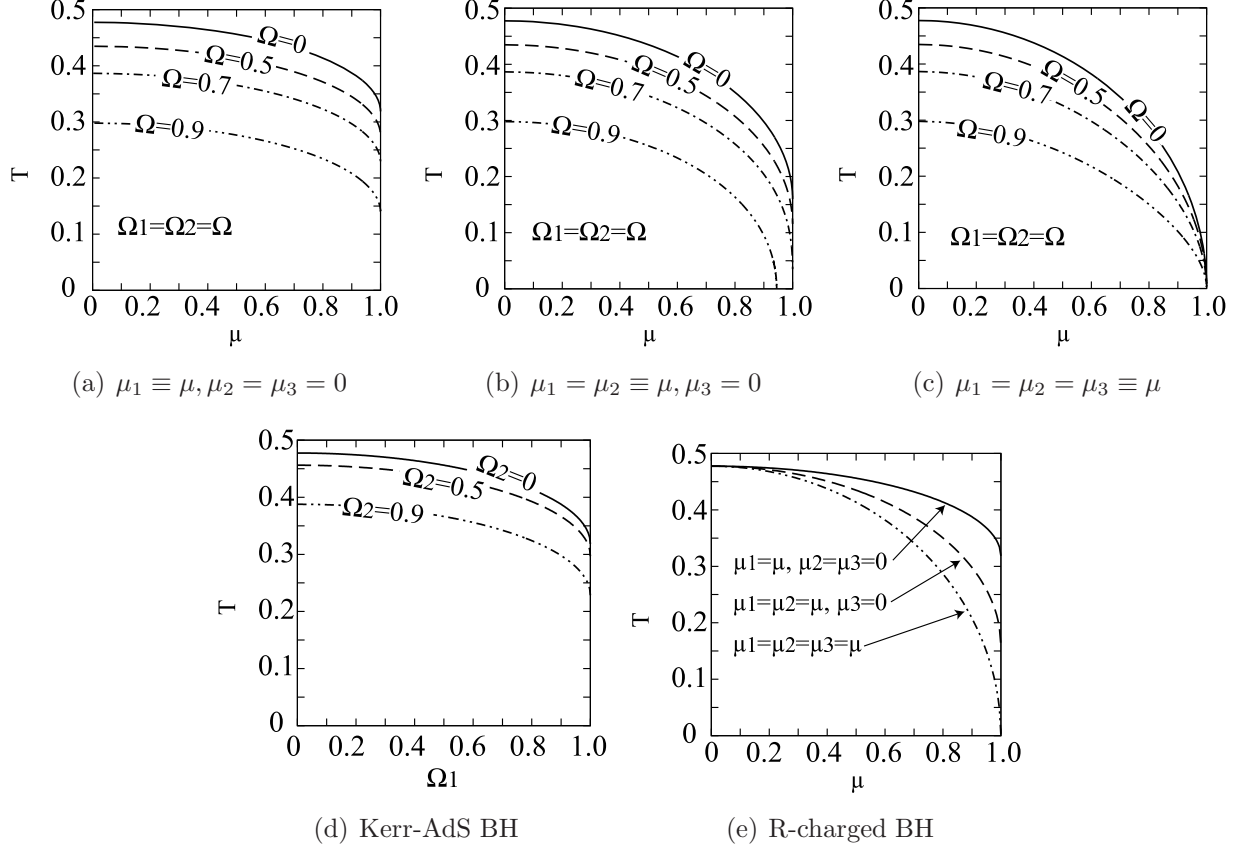 0.5
0.4
0.3
0.2
0.1
0
T
Ω=0
Ω=0.5
Ω=0.7
Ω=0.9
Ω1=Ω2=Ω
0 0.2 0.4 0.6 0.8 1.0
μ
(a) μ₁ ≡ μ, μ₂ = μ₃ = 0
0.5
0.4
0.3
0.2
0.1
0
T
Ω=0
Ω=0.5
Ω=0.7
Ω=0.9
Ω1=Ω2=Ω
0 0.2 0.4 0.6 0.8 1.0
μ
(b) μ₁ = μ₂ ≡ μ, μ₃ = 0
0.5
0.4
0.3
0.2
0.1
0
T
Ω=0
Ω=0.5
Ω=0.7
Ω=0.9
Ω1=Ω2=Ω
0 0.2 0.4 0.6 0.8 1.0
μ
(c) μ₁ = μ₂ = μ₃ ≡ μ
0.5
0.4
0.3
0.2
0.1
0
T
Ω2=0
Ω2=0.5
Ω2=0.9
0 0.2 0.4 0.6 0.8 1.0
Ω1
(d) Kerr-AdS BH
0.5
0.4
0.3
0.2
0.1
0
T
μ1=μ, μ2=μ3=0
μ1=μ2=μ, μ3=0
μ1=μ2=μ3=μ
0 0.2 0.4 0.6 0.8 1.0
μ
(e) R-charged BH